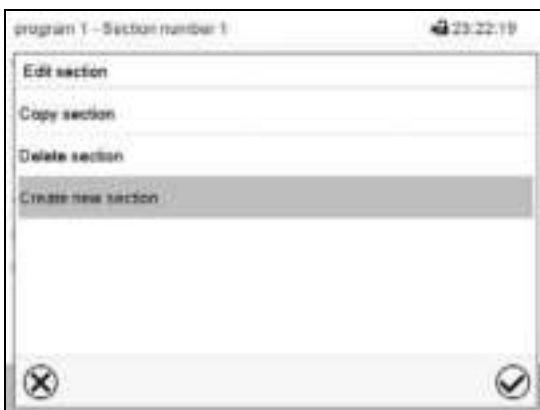 program 1 - Section number 1 23:22:19
Edit section
Copy section
Delete section
Create new section